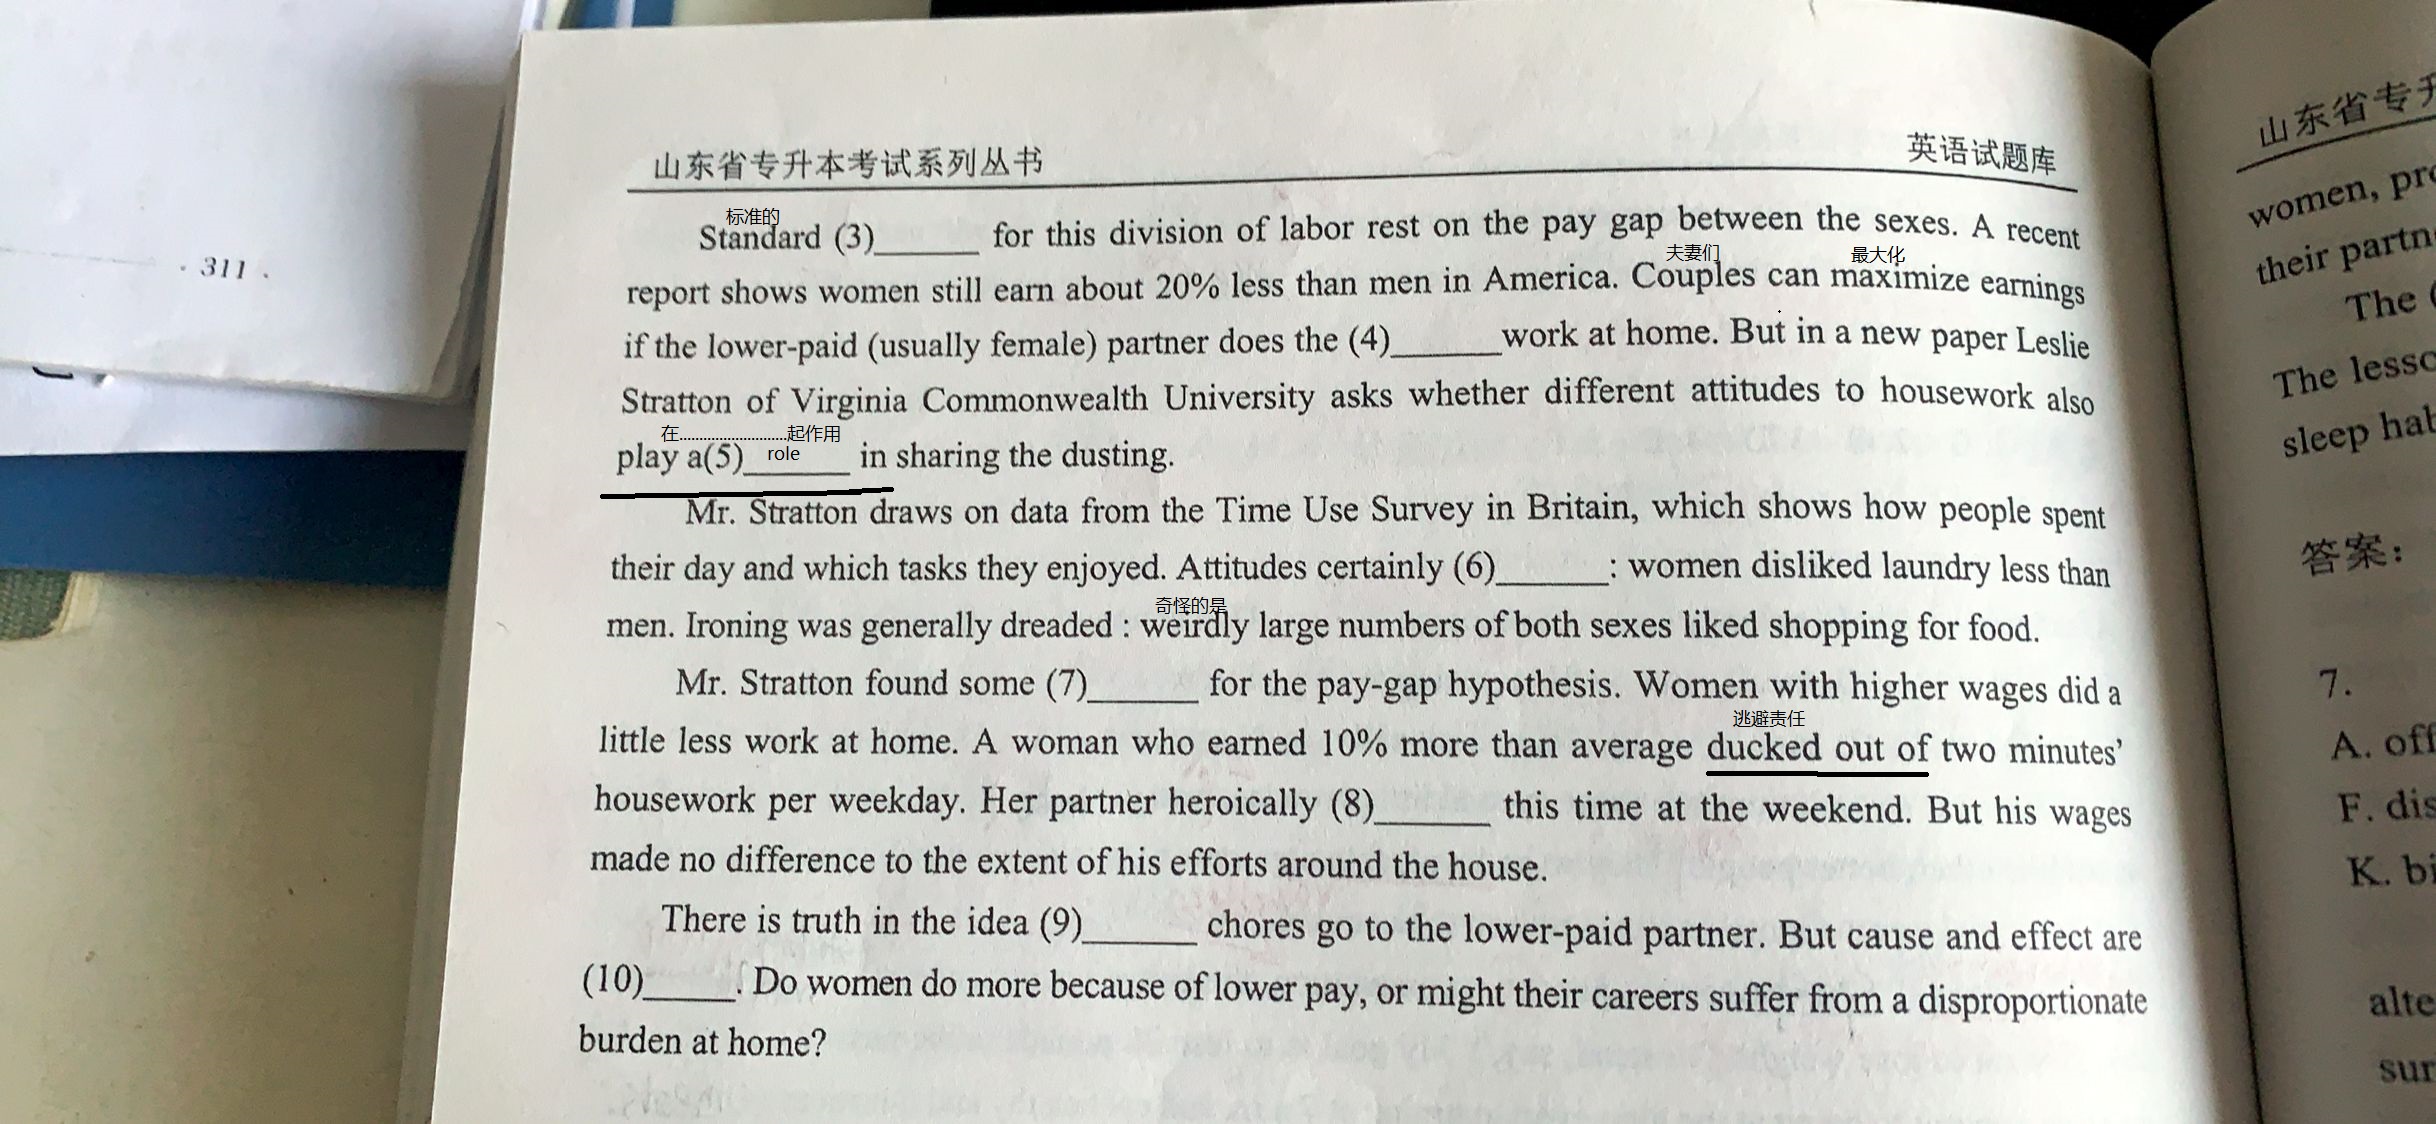 · 311 ·
山东省专升本考试系列丛书 英语试题库
标准的
Standard (3)______ for this division of labor rest on the pay gap between the sexes. A recent
夫妻们 最大化
report shows women still earn about 20% less than men in America. Couples can maximize earnings
if the lower-paid (usually female) partner does the (4)______work at home. But in a new paper Leslie
Stratton of Virginia Commonwealth University asks whether different attitudes to housework also
在........................起作用
play a(5)___role___ in sharing the dusting.
Mr. Stratton draws on data from the Time Use Survey in Britain, which shows how people spent
their day and which tasks they enjoyed. Attitudes certainly (6)______: women disliked laundry less than
奇怪的是
men. Ironing was generally dreaded : weirdly large numbers of both sexes liked shopping for food.
Mr. Stratton found some (7)______ for the pay-gap hypothesis. Women with higher wages did a
逃避责任
little less work at home. A woman who earned 10% more than average ducked out of two minutes’
housework per weekday. Her partner heroically (8)______ this time at the weekend. But his wages
made no difference to the extent of his efforts around the house.
There is truth in the idea (9)______ chores go to the lower-paid partner. But cause and effect are
(10)_____. Do women do more because of lower pay, or might their careers suffer from a disproportionate
burden at home?
山东省专升
women, pr
their partn
The (
The lesso
sleep hal
答案：
7.
A. off
F. dis
K. bi
alte
sur